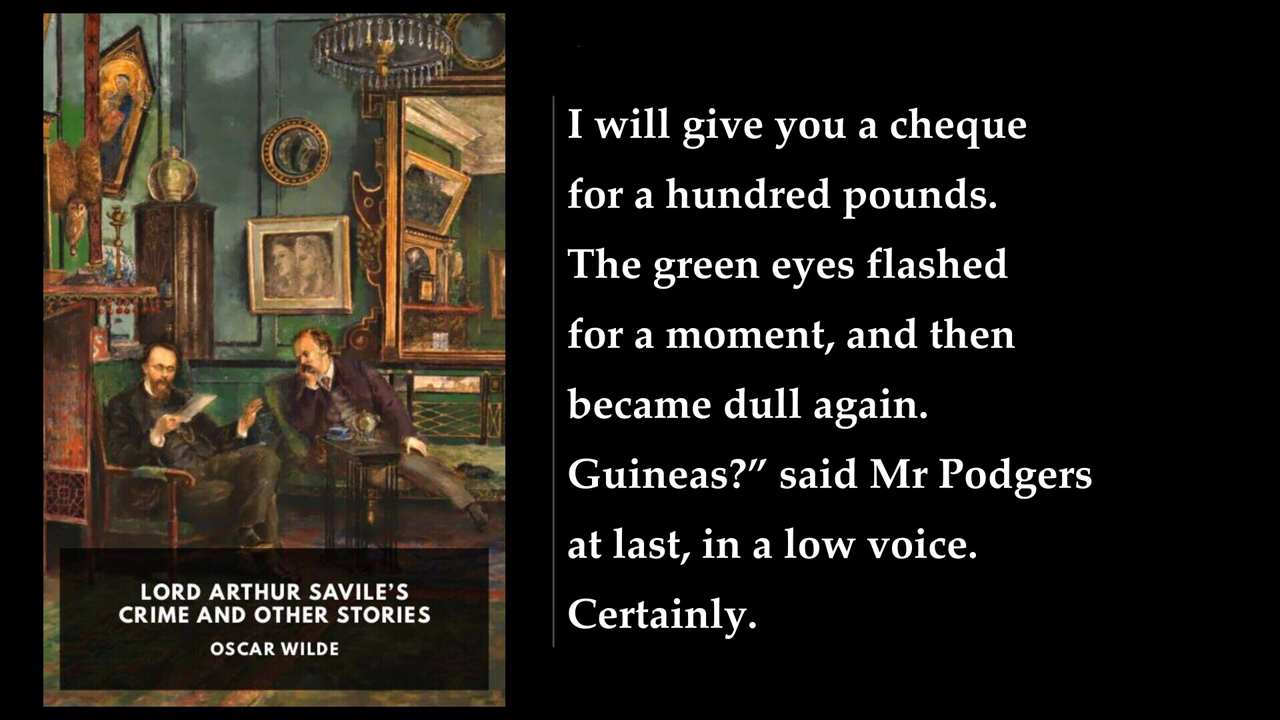 I will give you a cheque
for a hundred pounds.
The green eyes flashed
for a moment, and then
became dull again.
Guineas?” said Mr Podgers
at last, in a low voice.
Certainly.
LORD ARTHUR SAVILE’S
CRIME AND OTHER STORIES
OSCAR WILDE